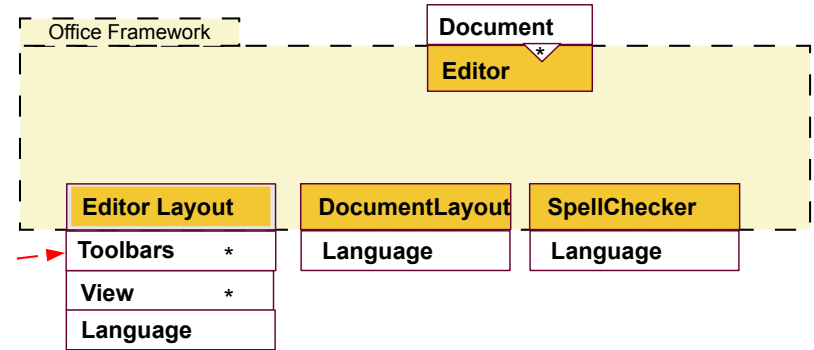 Document
Office Framework
*
Editor
Editor Layout
DocumentLayout
SpellChecker
Toolbars *
Language
Language
View *
Language